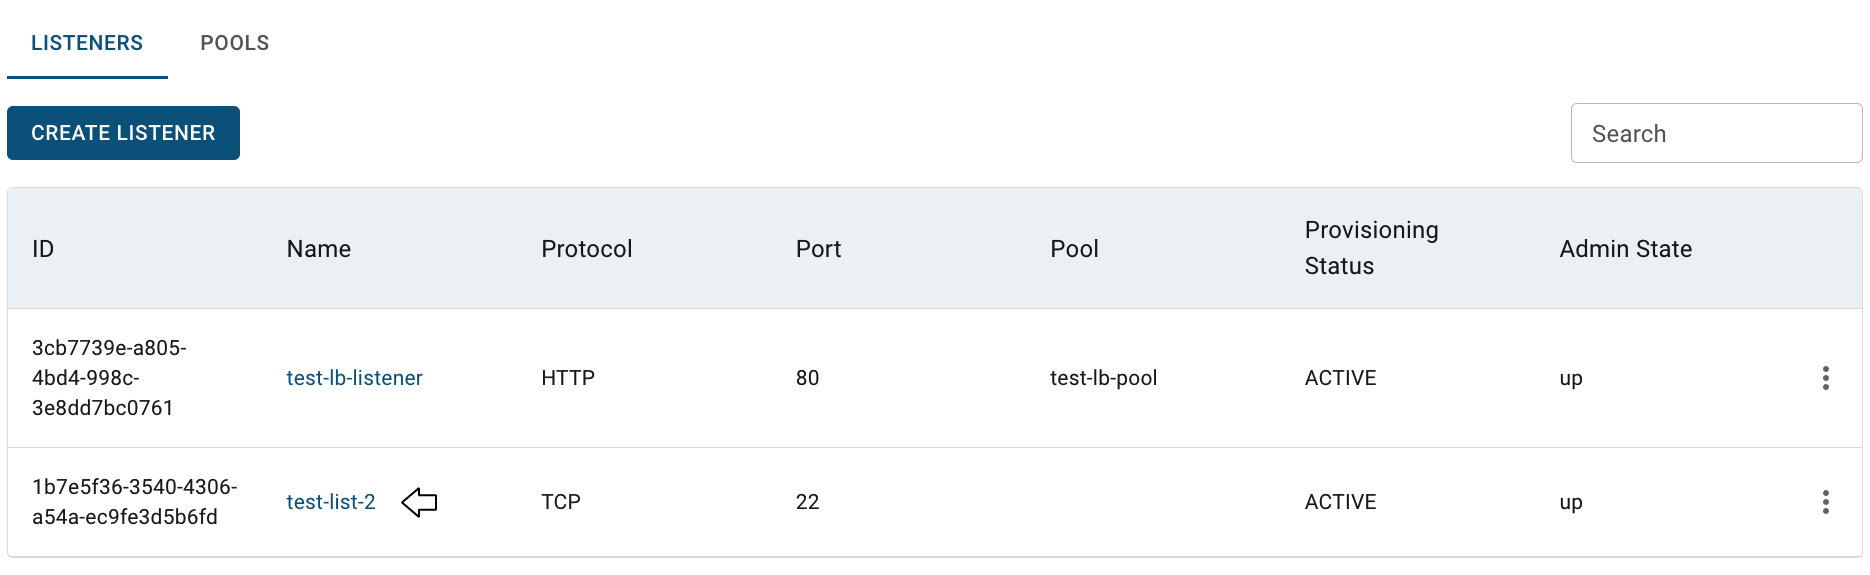 LISTENERS POOLS
CREATE LISTENER Search
ID Name Protocol Port Pool Provisioning Status Admin State
3cb7739e-a805-
4bd4-998c-
3e8dd7bc0761
test-lb-listener HTTP 80 test-lb-pool ACTIVE up
1b7e5f36-3540-4306-
a54a-ec9fe3d5b6fd
test-list-2 TCP 22 ACTIVE up